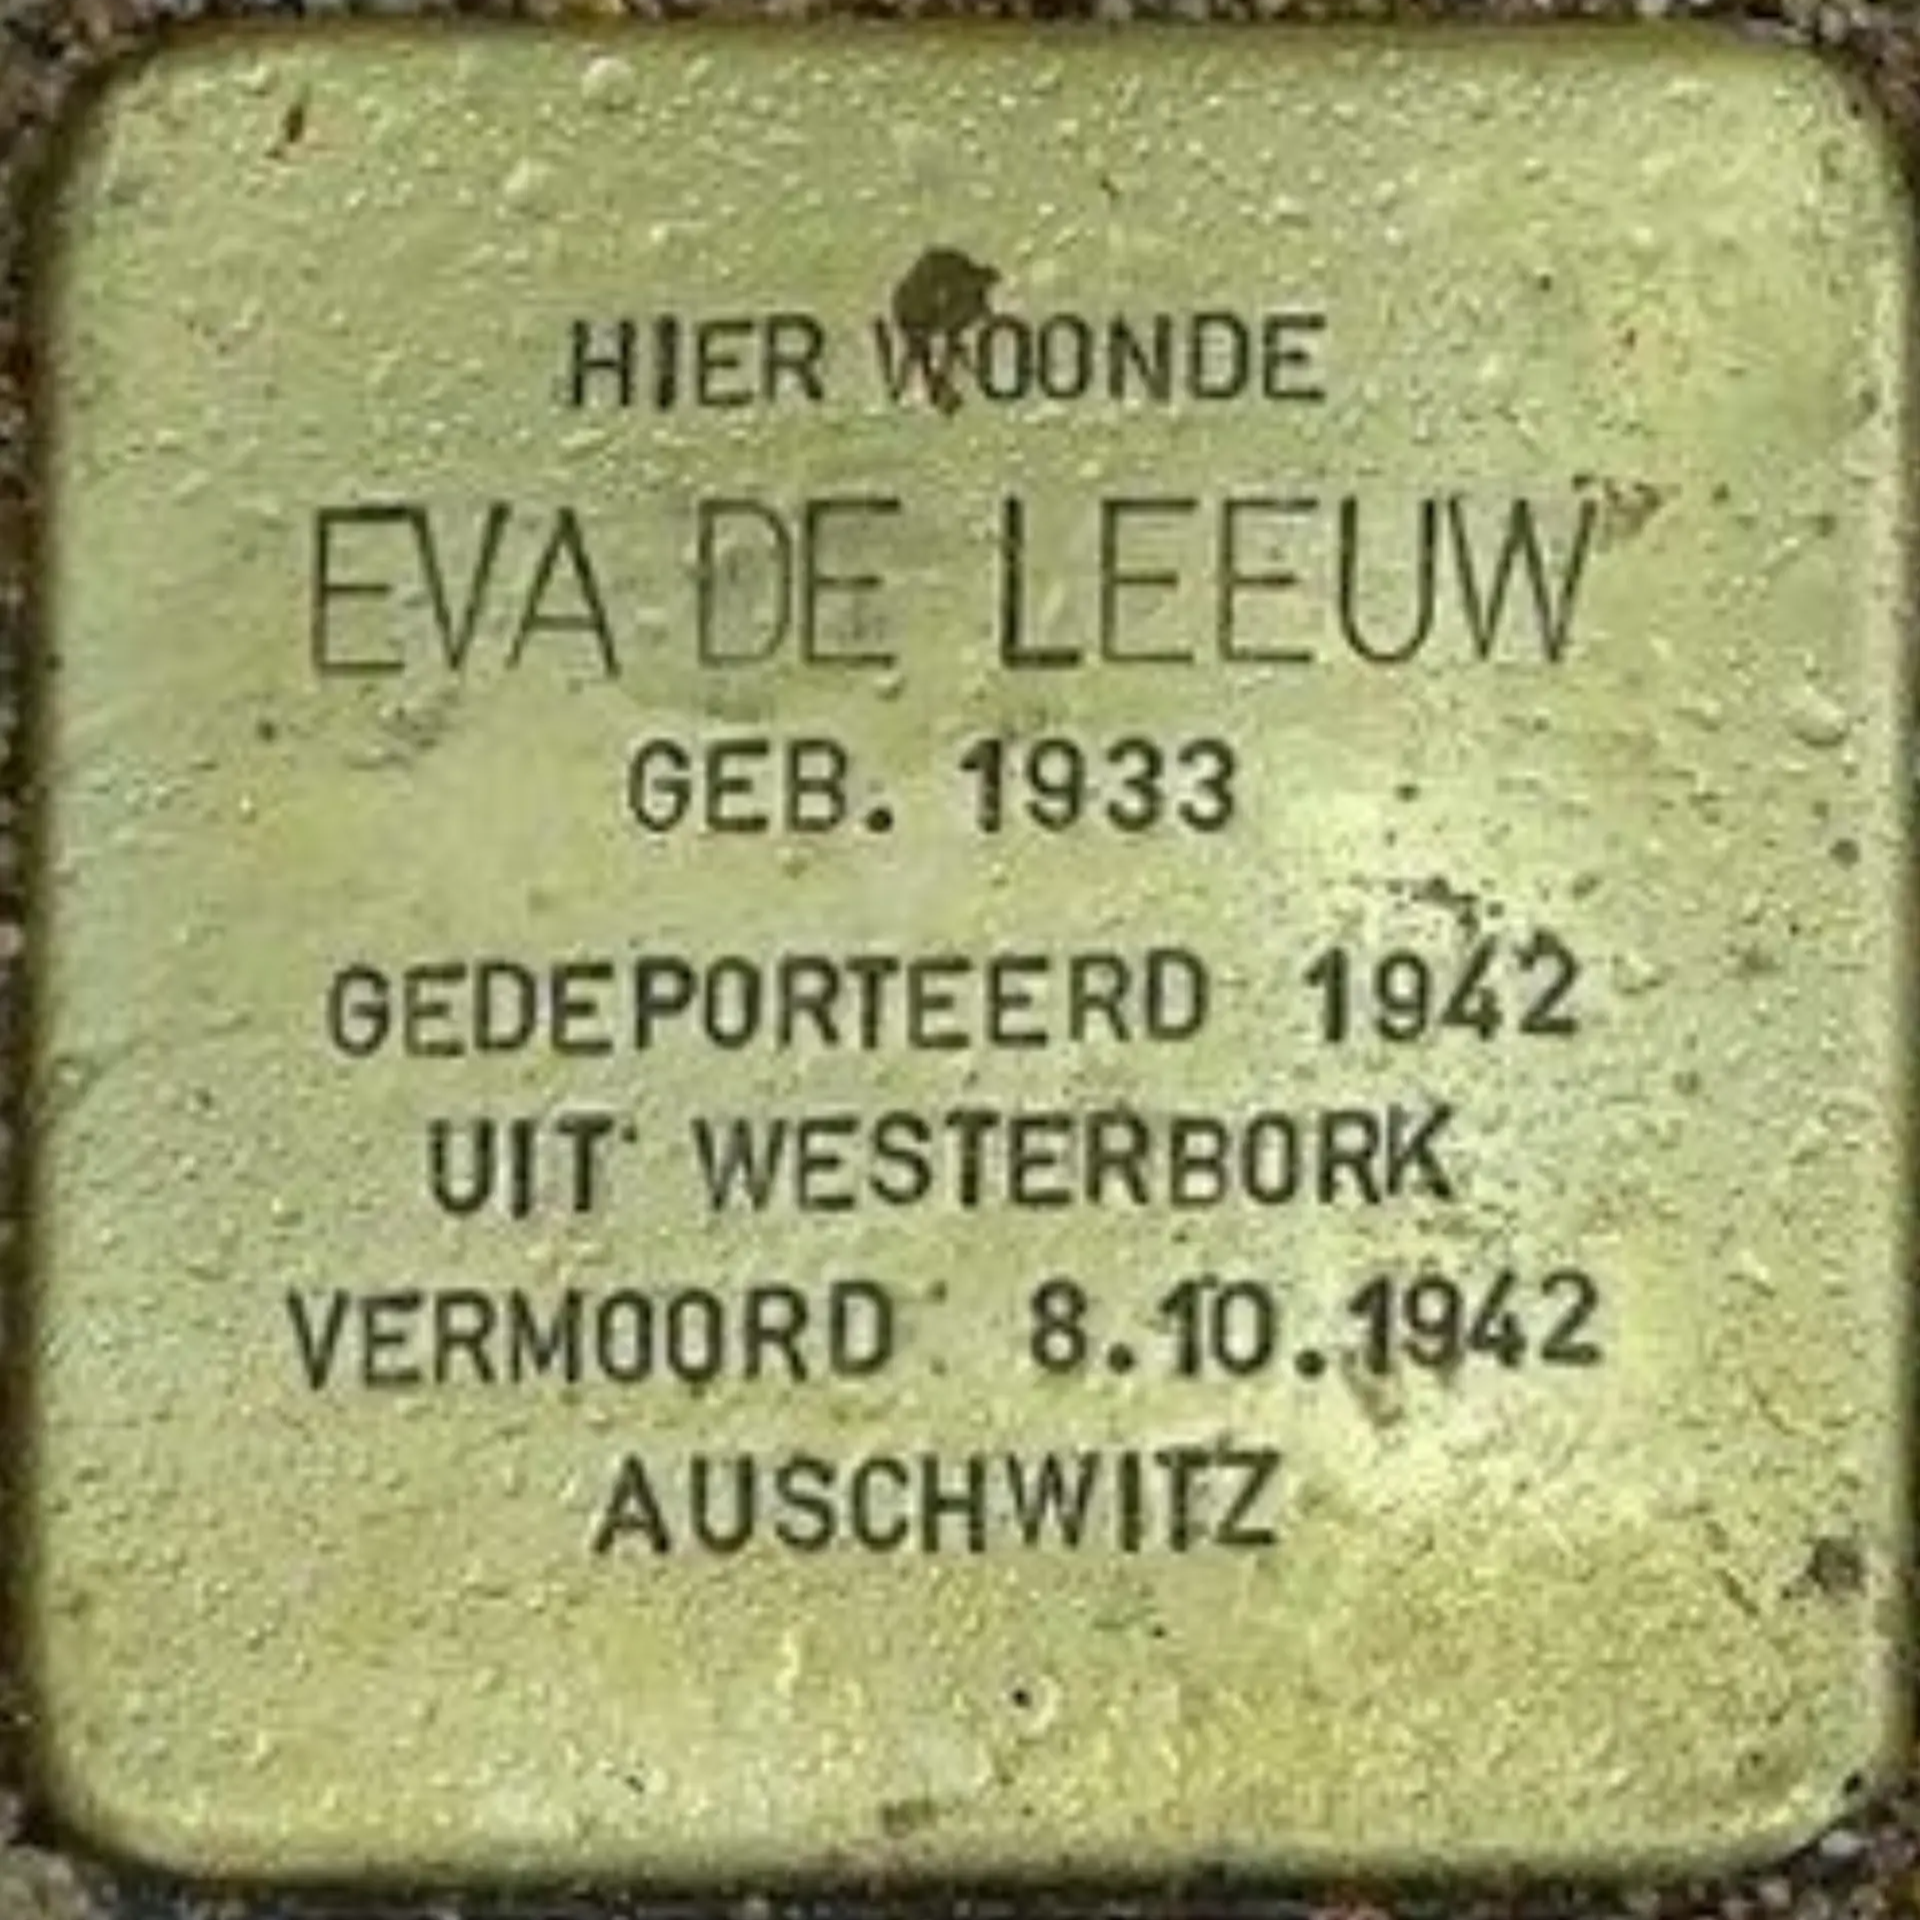 HIER WOONDE
EVA DE LEEUW
GEB. 1933
GEDEPORTEERD 1942
UIT WESTERBORK
VERMOORD 8.10.1942
AUSCHWITZ